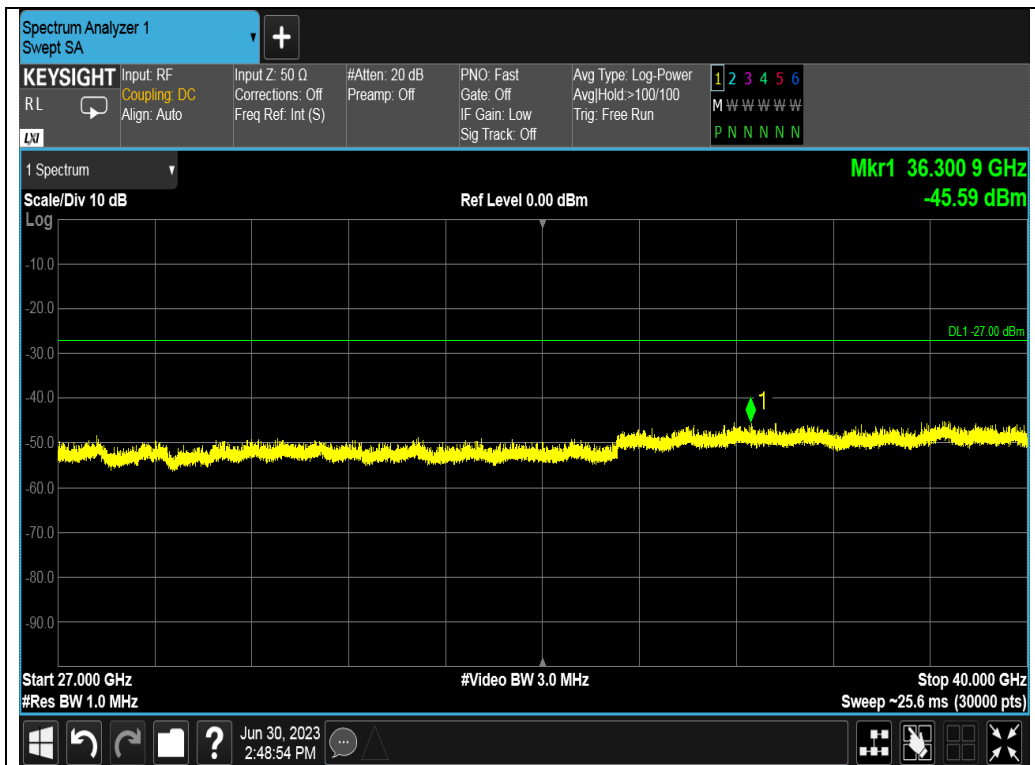 Spectrum Analyzer 1
Swept SA
KEYSIGHT
RL
LXI
Input: RF
Coupling: DC
Align: Auto
Input Z: 50 Ω
Corrections: Off
Freq Ref: Int (S)
#Atten: 20 dB
Preamp: Off
PNO: Fast
Gate: Off
IF Gain: Low
Sig Track: Off
Avg Type: Log-Power
Avg|Hold:>100/100
Trig: Free Run
1 2 3 4 5 6
M W W W W W
P N N N N N
1 Spectrum
Mkr1 36.300 9 GHz
-45.59 dBm
Scale/Div 10 dB
Ref Level 0.00 dBm
Log
-10.0
-20.0
DL1 -27.00 dBm
-30.0
-40.0
1
-50.0
-60.0
-70.0
-80.0
-90.0
Start 27.000 GHz
#Video BW 3.0 MHz
Stop 40.000 GHz
#Res BW 1.0 MHz
Sweep ~25.6 ms (30000 pts)
?
Jun 30, 2023
2:48:54 PM